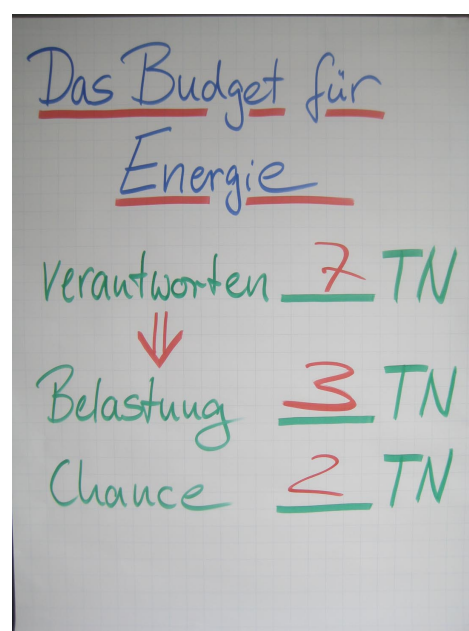 Das Budget für
Energie
verantworten 7 TN
⇓
Belastung 3 TN
Chance 2 TN